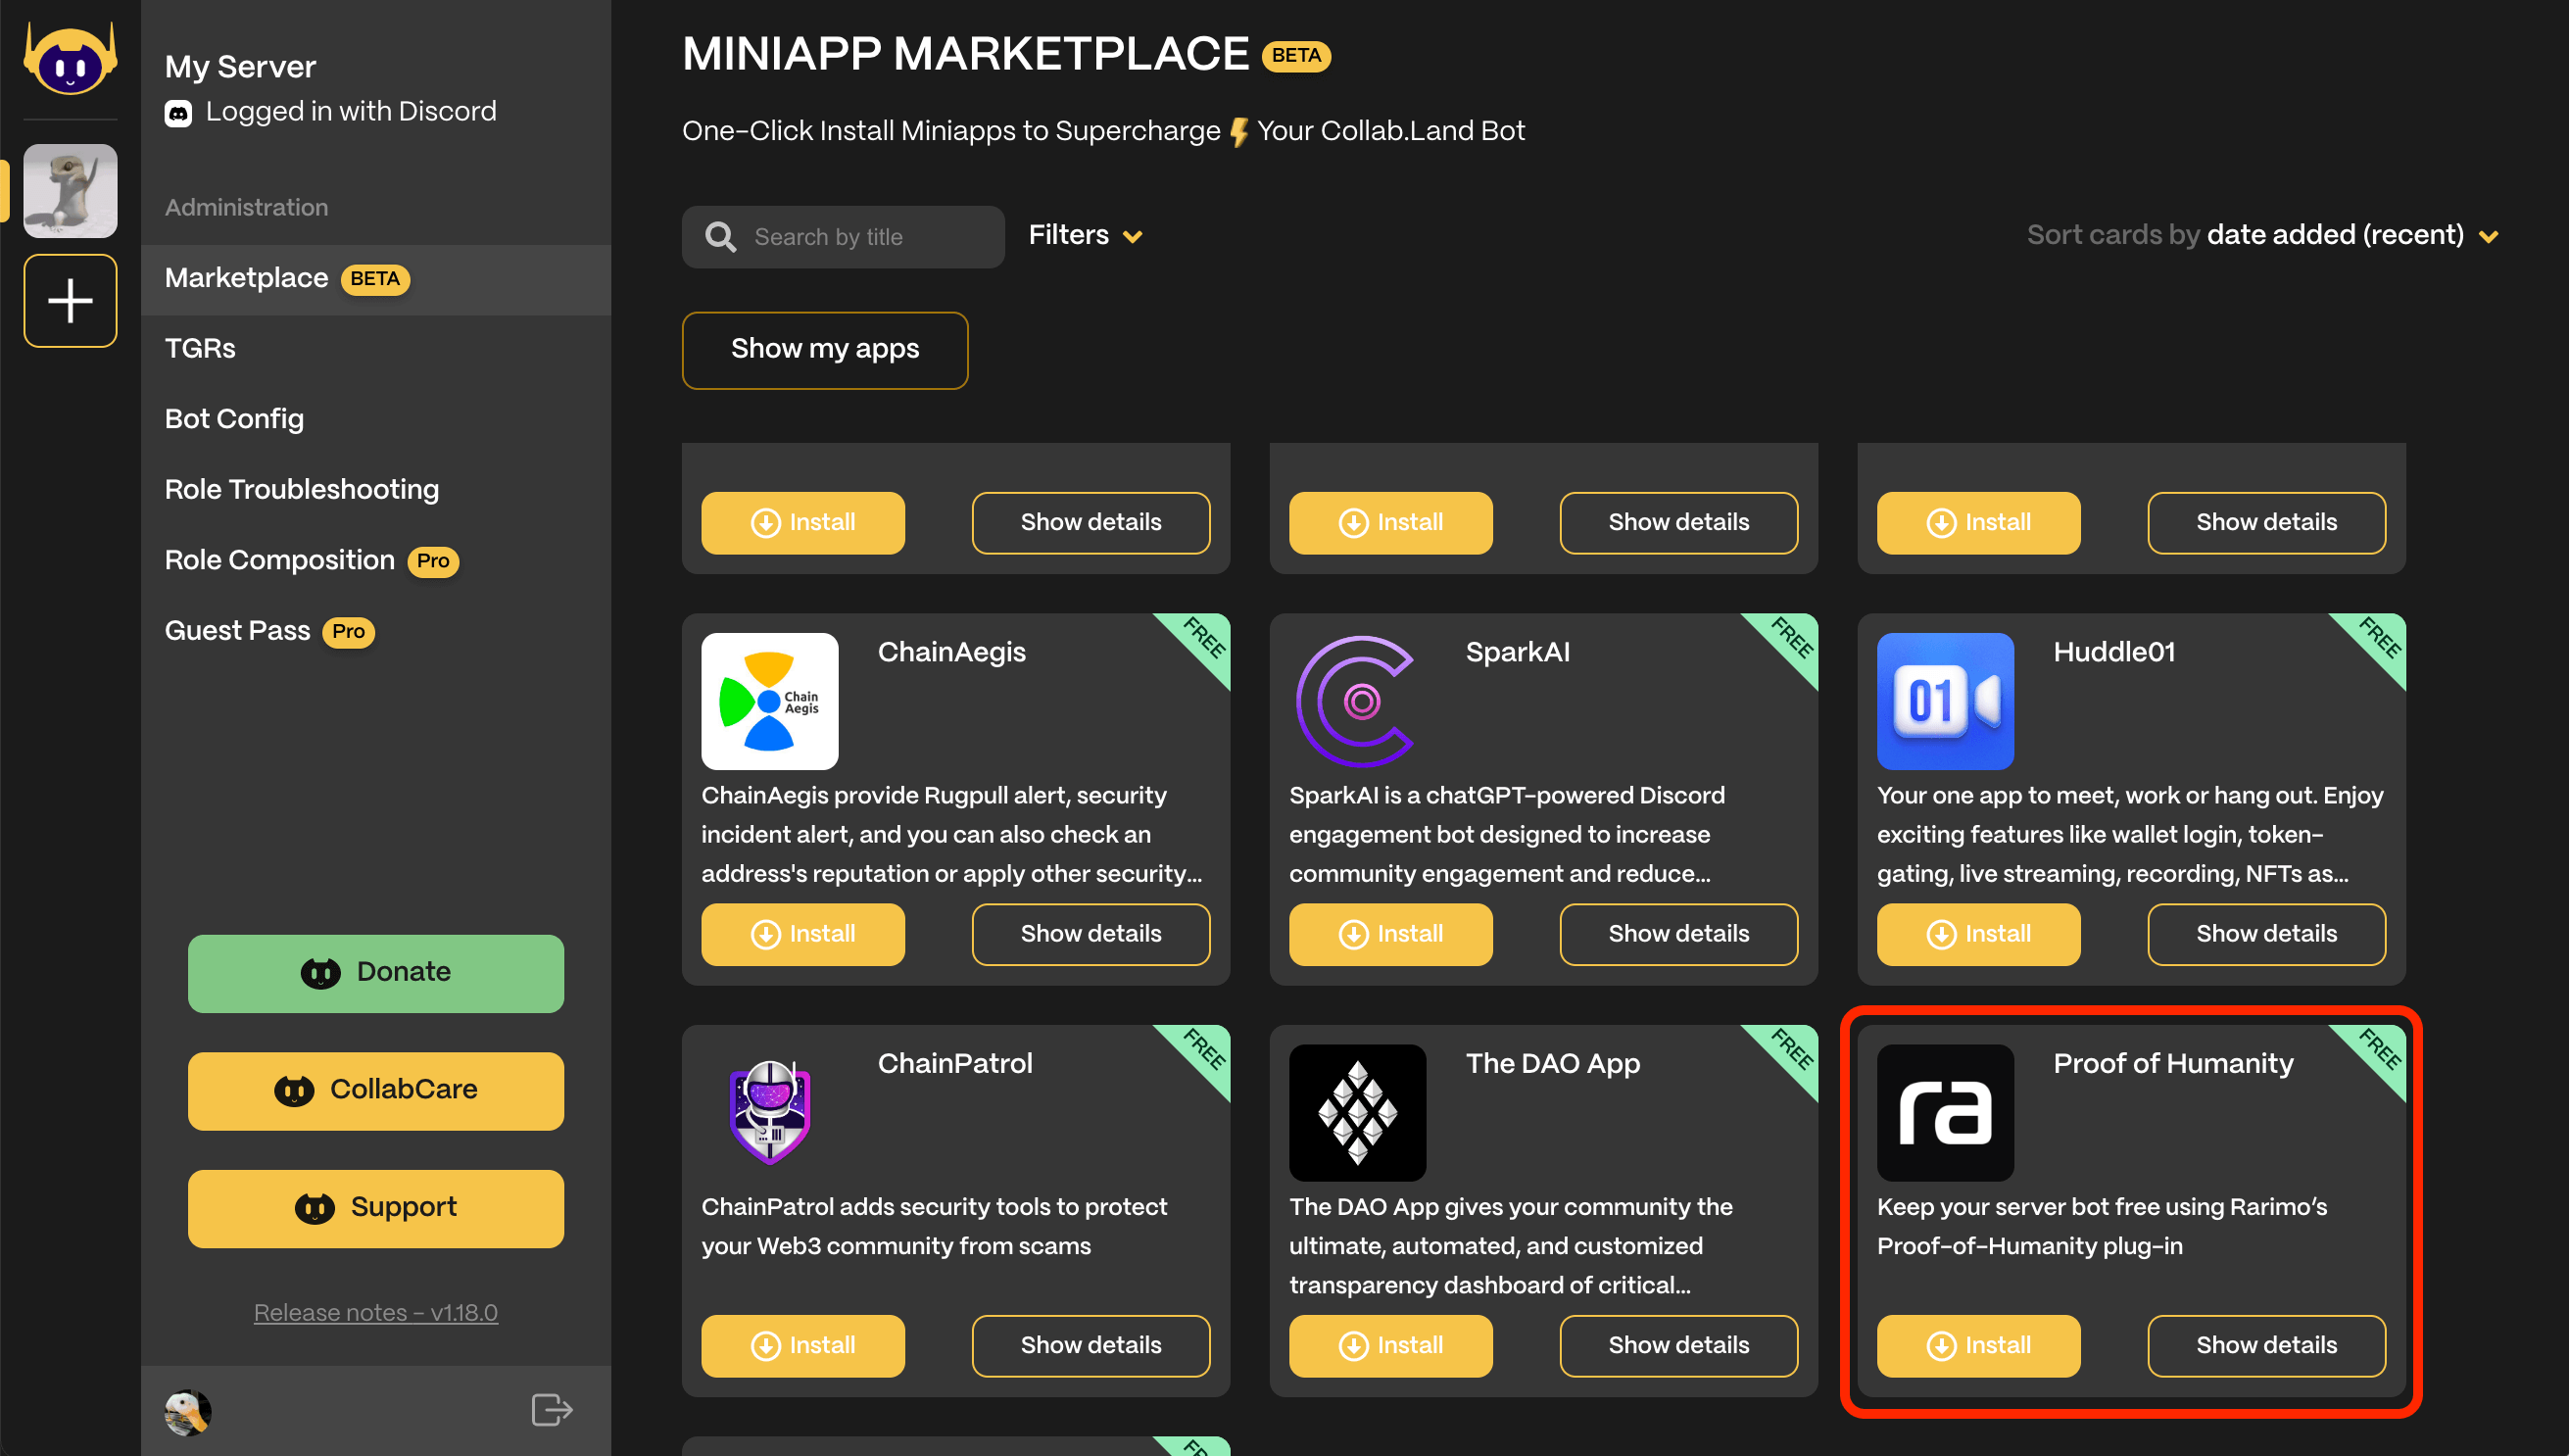 My Server
Logged in with Discord
Administration
Marketplace BETA
TGRs
Bot Config
Role Troubleshooting
Role Composition Pro
Guest Pass Pro
Donate
CollabCare
Support
Release notes - v1.18.0
MINIAPP MARKETPLACE BETA
One-Click Install Miniapps to Supercharge ⚡ Your Collab.Land Bot
Search by title
Filters
Sort cards by date added (recent)
Show my apps
Install Show details
Install Show details
Install Show details
ChainAegis
FREE
Chain
Aegis
ChainAegis provide Rugpull alert, security
incident alert, and you can also check an
address's reputation or apply other security...
Install Show details
SparkAI
FREE
SparkAI is a chatGPT-powered Discord
engagement bot designed to increase
community engagement and reduce...
Install Show details
Huddle01
FREE
01
Your one app to meet, work or hang out. Enjoy
exciting features like wallet login, token-
gating, live streaming, recording, NFTs as...
Install Show details
ChainPatrol
FREE
ChainPatrol adds security tools to protect
your Web3 community from scams
Install Show details
The DAO App
FREE
The DAO App gives your community the
ultimate, automated, and customized
transparency dashboard of critical...
Install Show details
Proof of Humanity
FREE
ra
Keep your server bot free using Rarimo’s
Proof-of-Humanity plug-in
Install Show details